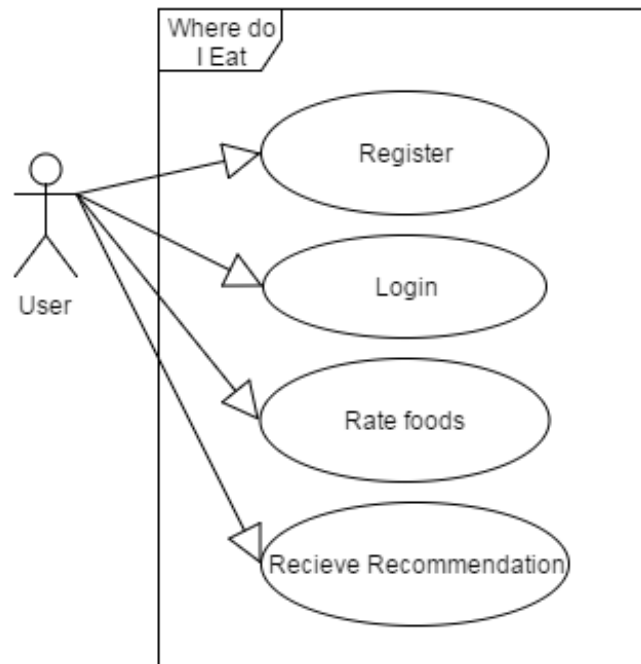 Where do
I Eat
Register
Login
User
Rate foods
Recieve Recommendation